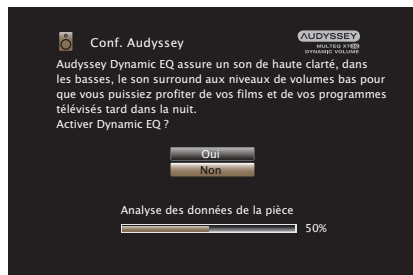 Conf. Audyssey
AUDYSSEY
MULTEQ XT32
DYNAMIC VOLUME
Audyssey Dynamic EQ assure un son de haute clarté, dans
les basses, le son surround aux niveaux de volumes bas pour
que vous puissiez profiter de vos films et de vos programmes
télévisés tard dans la nuit.
Activer Dynamic EQ ?
Oui
Non
Analyse des données de la pièce
50%